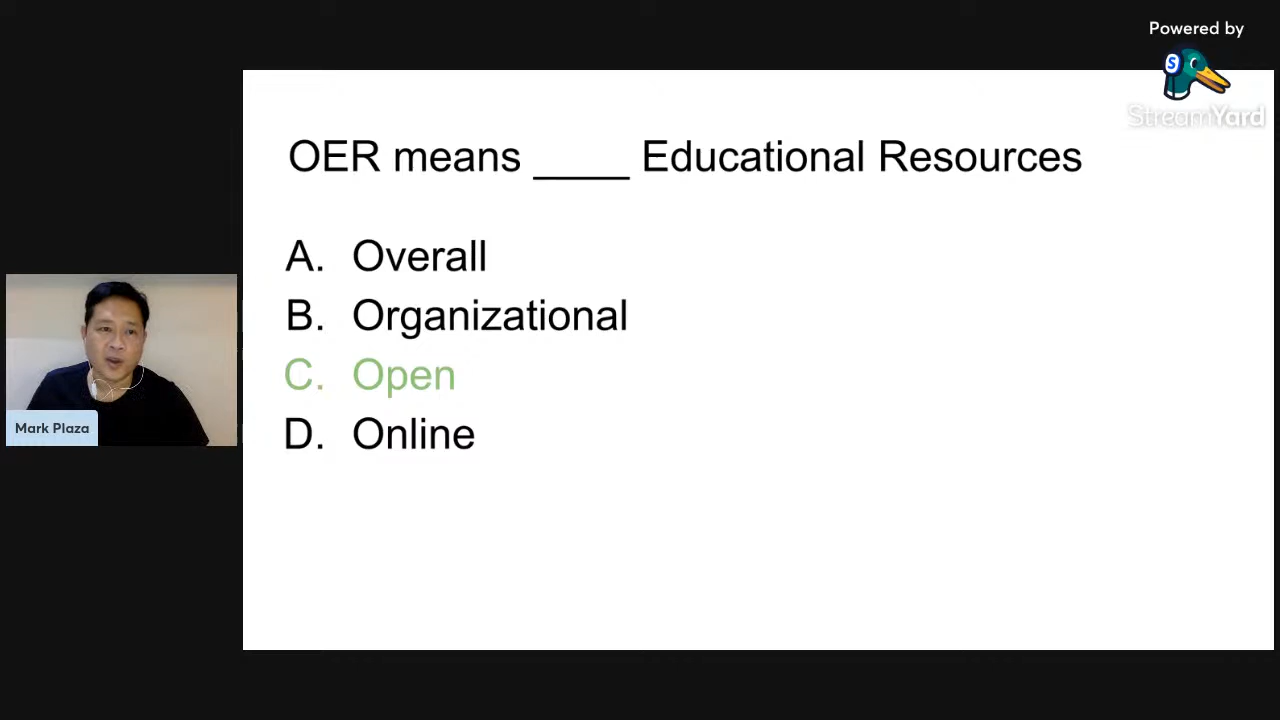 Powered by
S
StreamYard
OER means ____ Educational Resources
A. Overall
B. Organizational
C. Open
D. Online
Mark Plaza